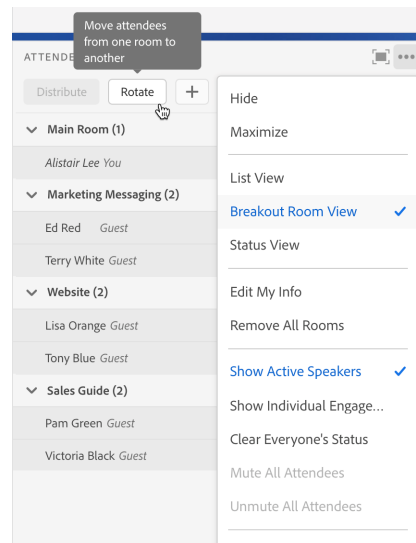 Move attendees
from one room to
another
ATTENDE
Distribute
Rotate
Main Room (1)
Alistair Lee You
Marketing Messaging (2)
Ed Red Guest
Terry White Guest
Website (2)
Lisa Orange Guest
Tony Blue Guest
Sales Guide (2)
Pam Green Guest
Victoria Black Guest
Hide
Maximize
List View
Breakout Room View
Status View
Edit My Info
Remove All Rooms
Show Active Speakers
Show Individual Engage...
Clear Everyone's Status
Mute All Attendees
Unmute All Attendees